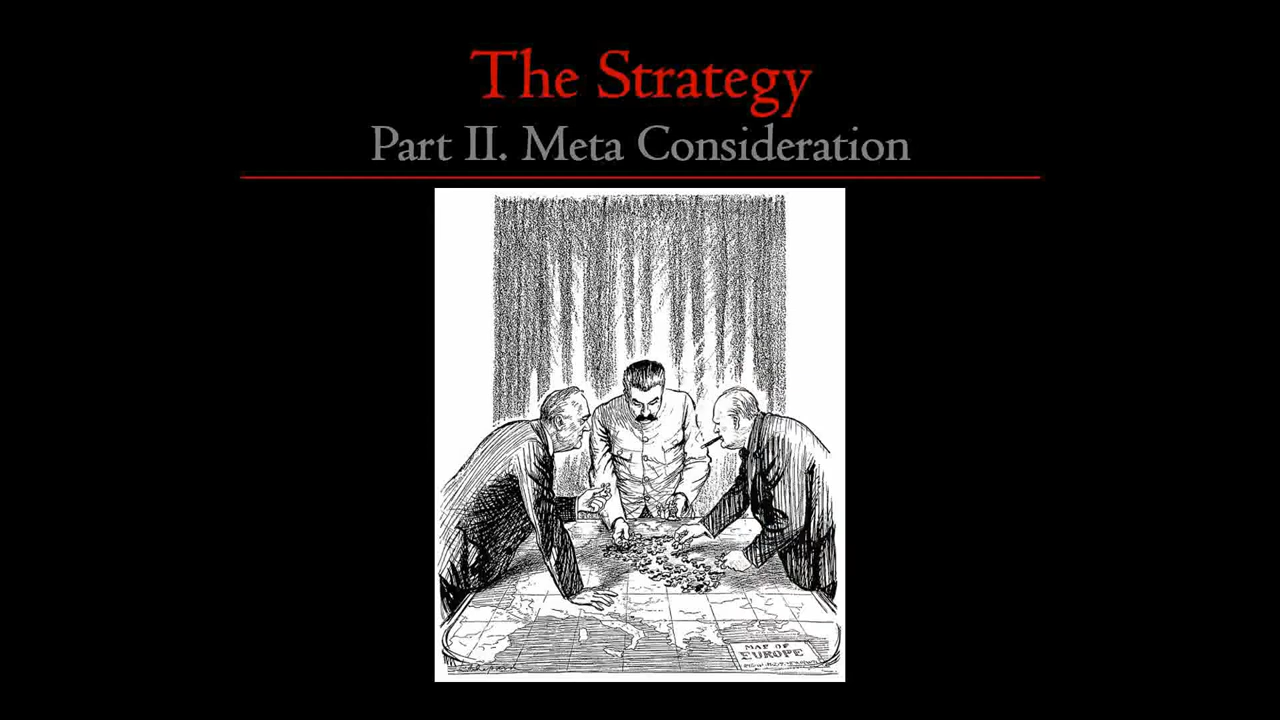 The Strategy
Part II. Meta Consideration
MAP OF
EUROPE